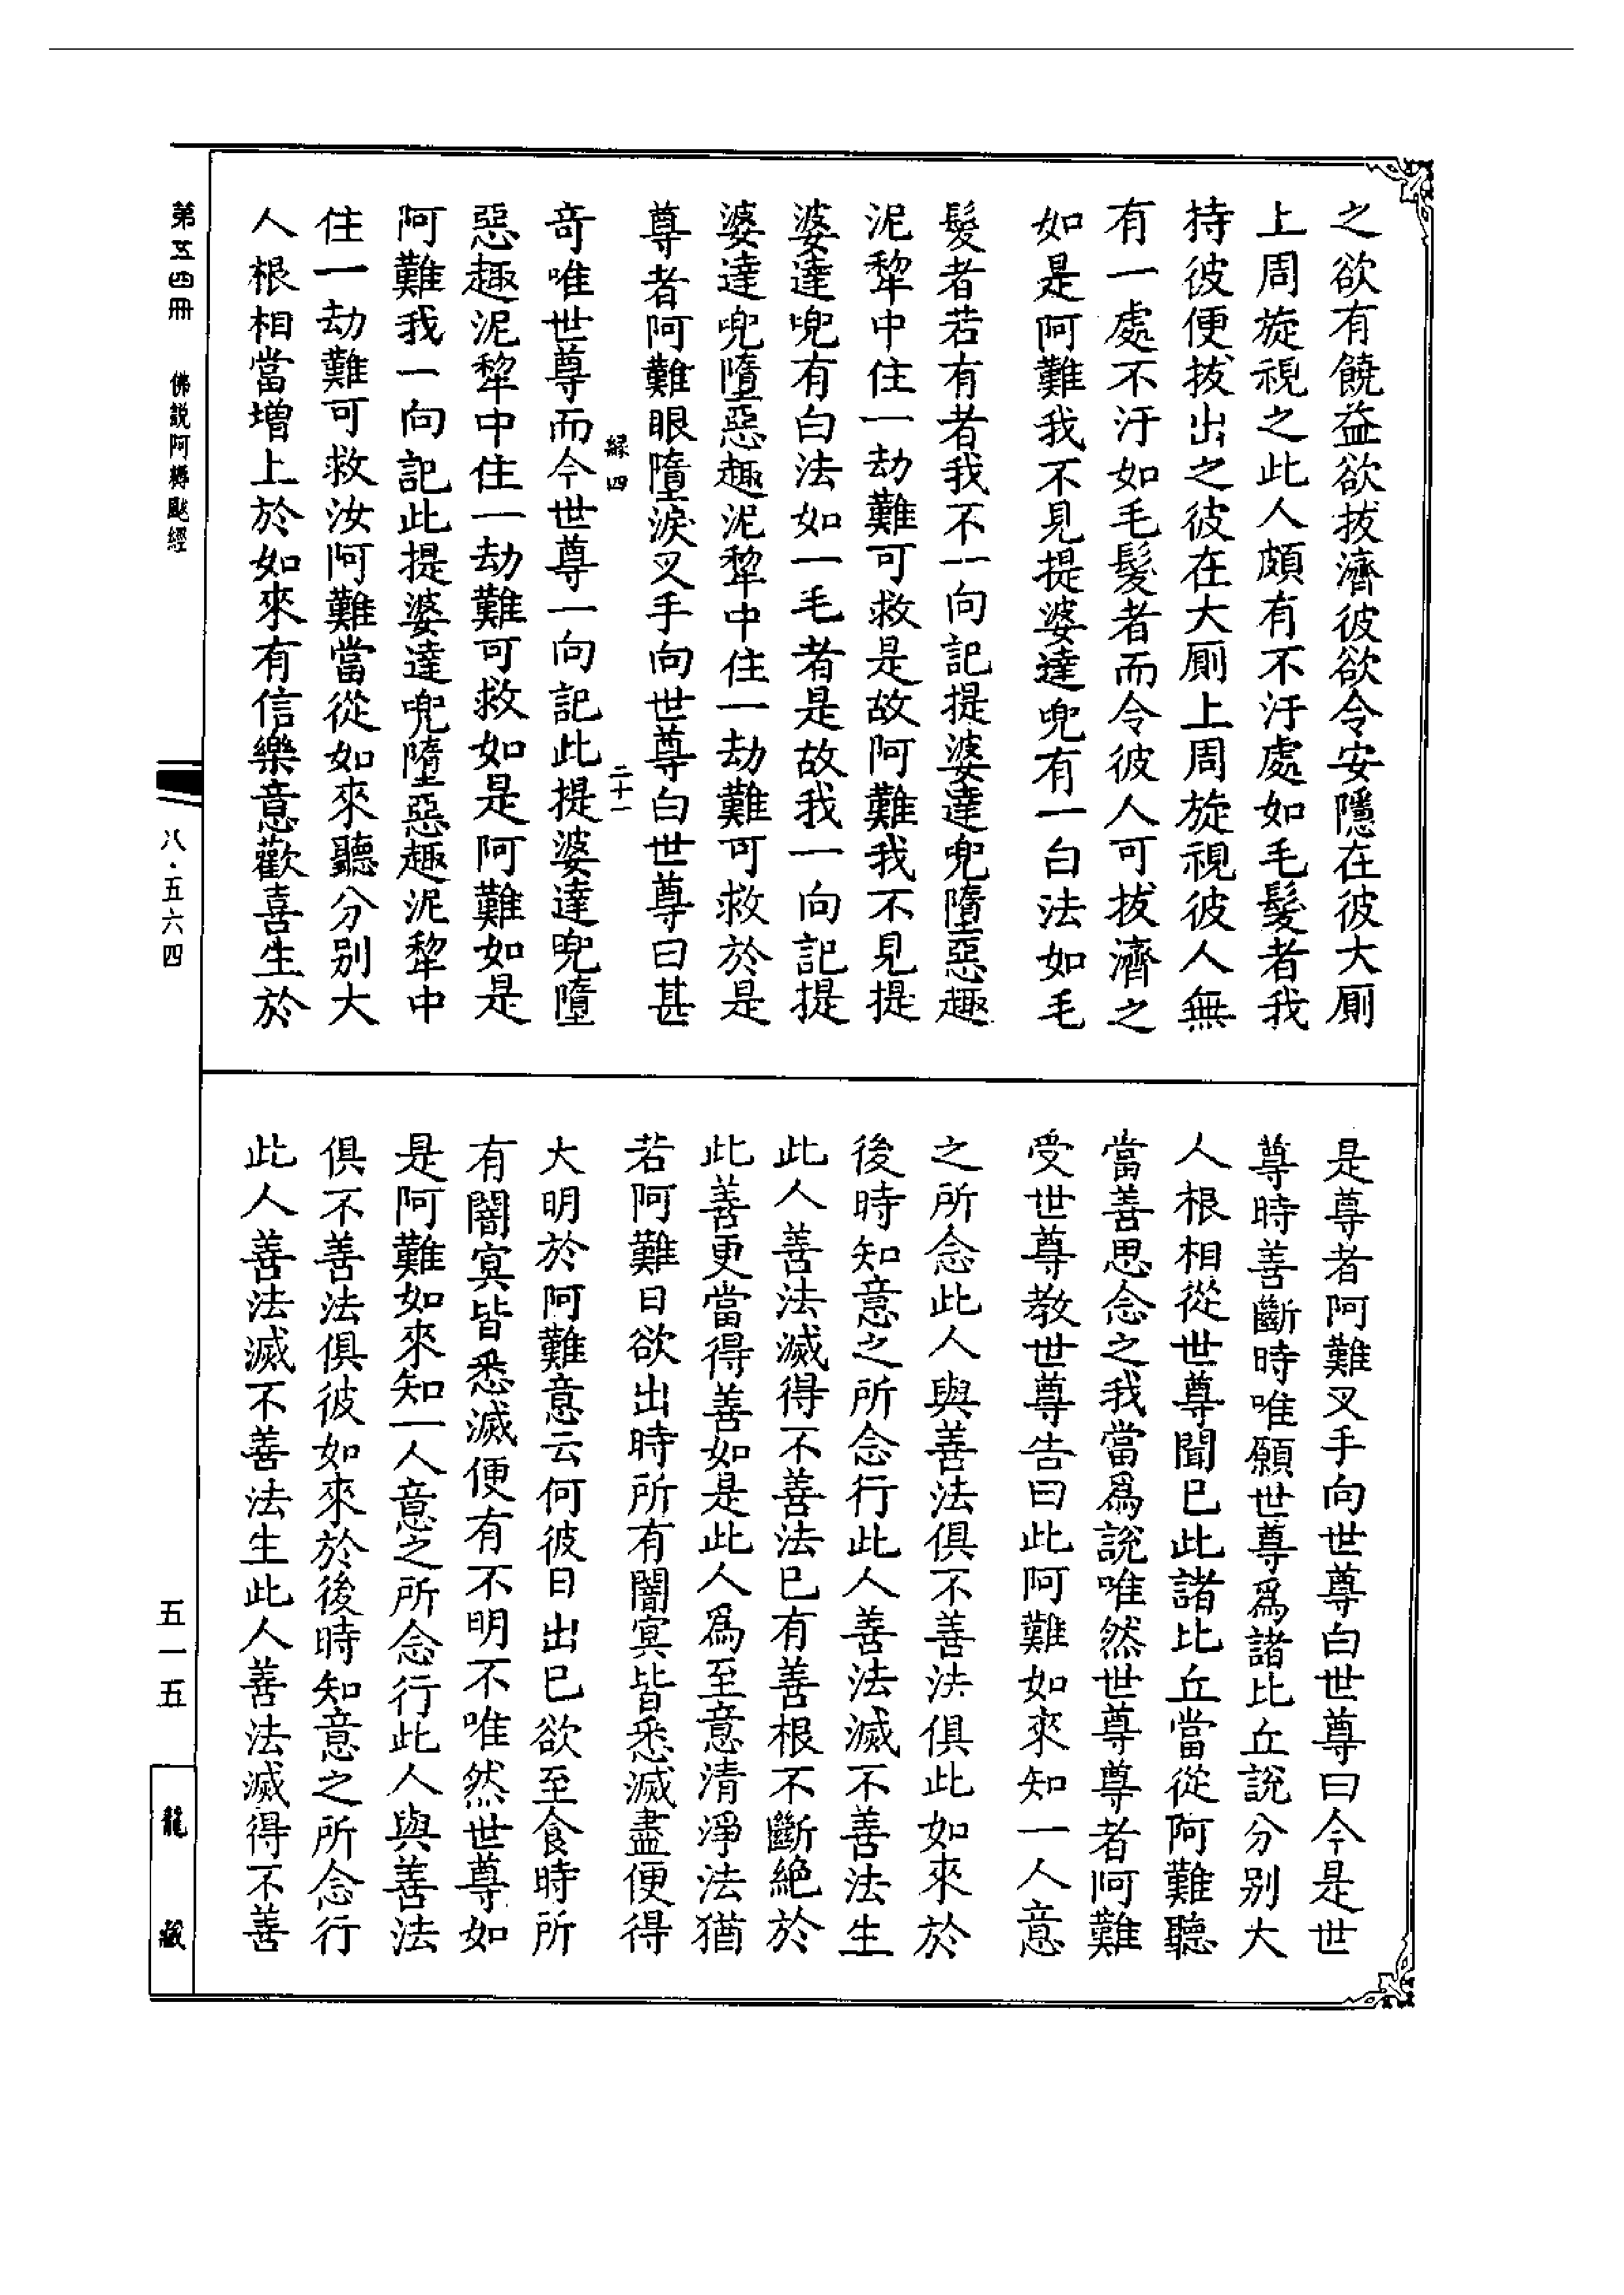 之欲有饒益欲拔濟彼欲令安隱在彼大廁
上周旋視之此人頗有不汙處如毛髮者我
持彼便拔出之彼在大廁上周旋視彼人無
有一處不汙如毛髮者而令彼人可拔濟之
如是阿難我不見提婆達兜有一白法如毛
髮者若有者我不一向記提婆達兜墮惡趣
泥犂中住一劫難可救是故阿難我不見提
婆達兜有白法如一毛者是故我一向記提
婆達兜墮惡趣泥犂中住一劫難可救於是
尊者阿難眼墮淚叉手向世尊白世尊曰甚
緣四
二十一
奇唯世尊而今世尊一向記此提婆達兜墮
惡趣泥犂中住一劫難可救如是阿難如是
阿難我一向記此提婆達兜墮惡趣泥犂中
住一劫難可救汝阿難當從如來聽分別大
人根相當增上於如來有信樂意歡喜生於
是尊者阿難叉手向世尊白世尊曰今是世
尊時善斷時唯願世尊爲諸比丘說分別大
人根相從世尊聞已此諸比丘當從阿難聽
當善思念之我當爲說唯然世尊尊者阿難
受世尊教世尊告曰此阿難如來知一人意
之所念此人與善法俱不善法俱此如來於
後時知意之所念行此人善法滅不善法生
此人善法滅得不善法已有善根不斷絕於
此善更當得善如是此人爲至意清淨法猶
若阿難日欲出時所有闇冥皆悉滅盡便得
大明於阿難意云何彼日出已欲至食時所
有闇冥皆悉滅便有不明不唯然世尊如
是阿難如來知一人意之所念行此人與善法
俱不善法俱彼如來於後時知意之所念行
此人善法滅不善法生此人善法滅得不善
第五四冊
佛說阿耨颰經
八·五六四
五一五
龍藏